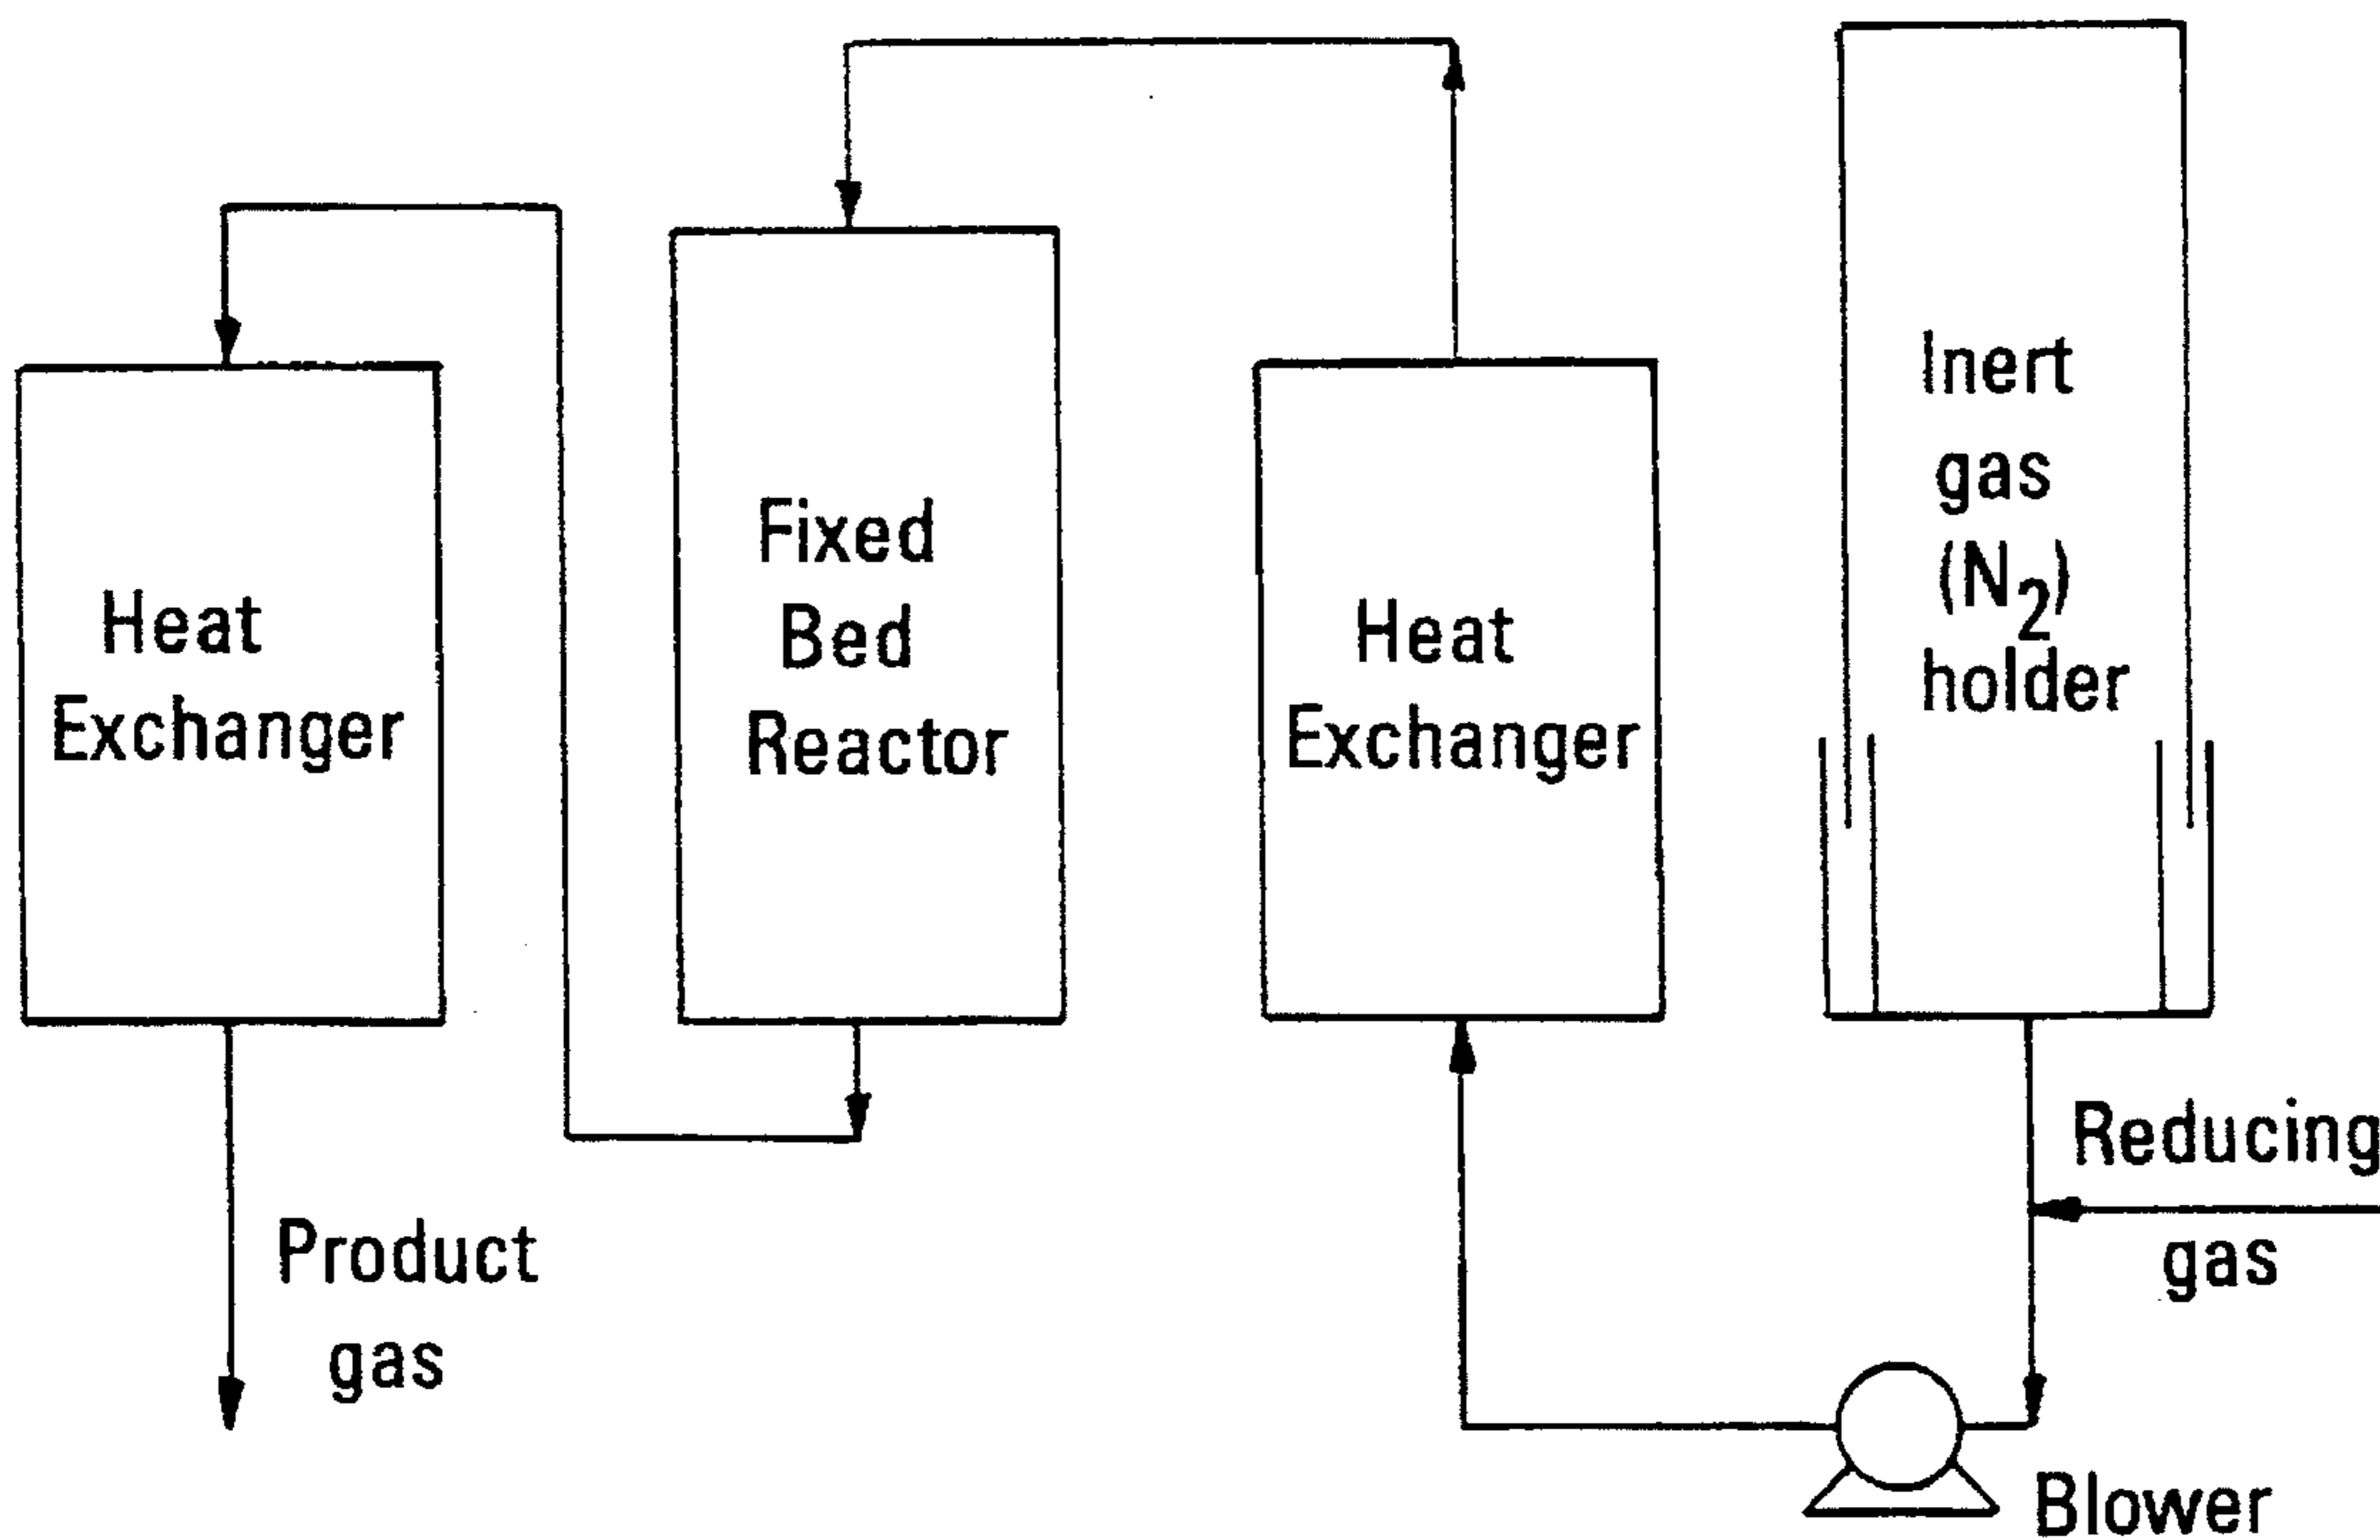 Heat
Exchanger
Fixed
Bed
Reactor
Heat
Exchanger
Inert
gas
(N₂)
holder
Reducing
gas
Product
gas
Blower